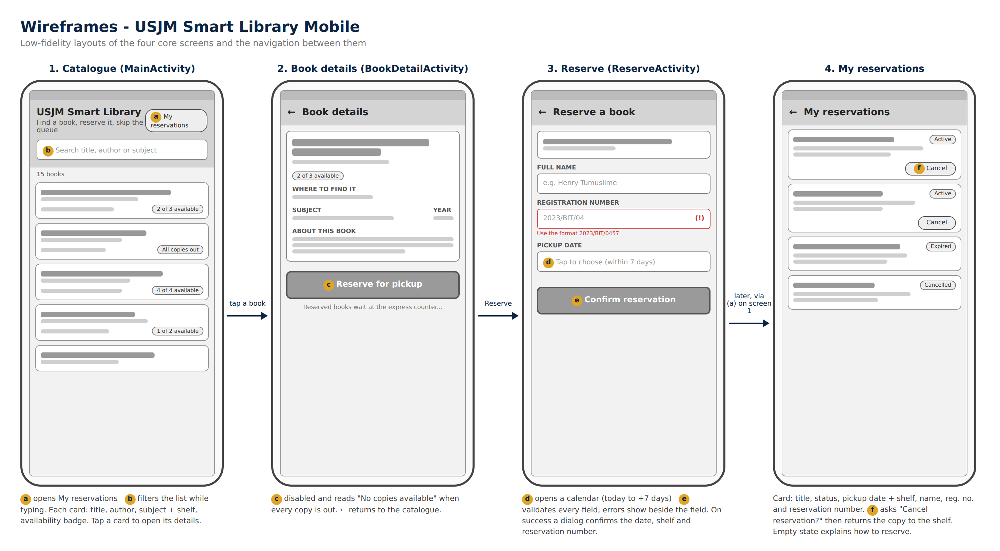 Wireframes - USJM Smart Library Mobile
Low-fidelity layouts of the four core screens and the navigation between them
1. Catalogue (MainActivity)
USJM Smart Library
Find a book, reserve it, skip the
queue
a My
reservations
b Search title, author or subject
15 books
2 of 3 available
All copies out
4 of 4 available
1 of 2 available
a opens My reservations b filters the list while
typing. Each card: title, author, subject + shelf,
availability badge. Tap a card to open its details.
tap a book
2. Book details (BookDetailActivity)
← Book details
2 of 3 available
WHERE TO FIND IT
SUBJECT YEAR
ABOUT THIS BOOK
c Reserve for pickup
Reserved books wait at the express counter...
c disabled and reads "No copies available" when
every copy is out. ← returns to the catalogue.
Reserve
3. Reserve (ReserveActivity)
← Reserve a book
FULL NAME
e.g. Henry Tumusiime
REGISTRATION NUMBER
2023/BIT/04 (!)
Use the format 2023/BIT/0457
PICKUP DATE
d Tap to choose (within 7 days)
e Confirm reservation
d opens a calendar (today to +7 days) e
validates every field; errors show beside the field. On
success a dialog confirms the date, shelf and
reservation number.
later, via
(a) on screen
1
4. My reservations
← My reservations
Active
f Cancel
Active
Cancel
Expired
Cancelled
Card: title, status, pickup date + shelf, name, reg. no.
and reservation number. f asks "Cancel
reservation?" then returns the copy to the shelf.
Empty state explains how to reserve.